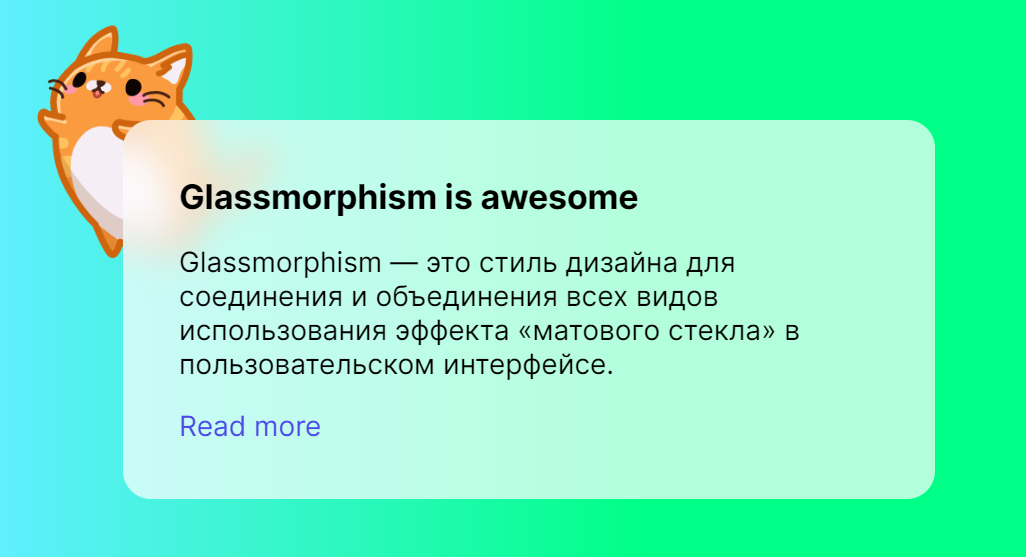 Glassmorphism is awesome
Glassmorphism — это стиль дизайна для
соединения и объединения всех видов
использования эффекта «матового стекла» в
пользовательском интерфейсе.
Read more